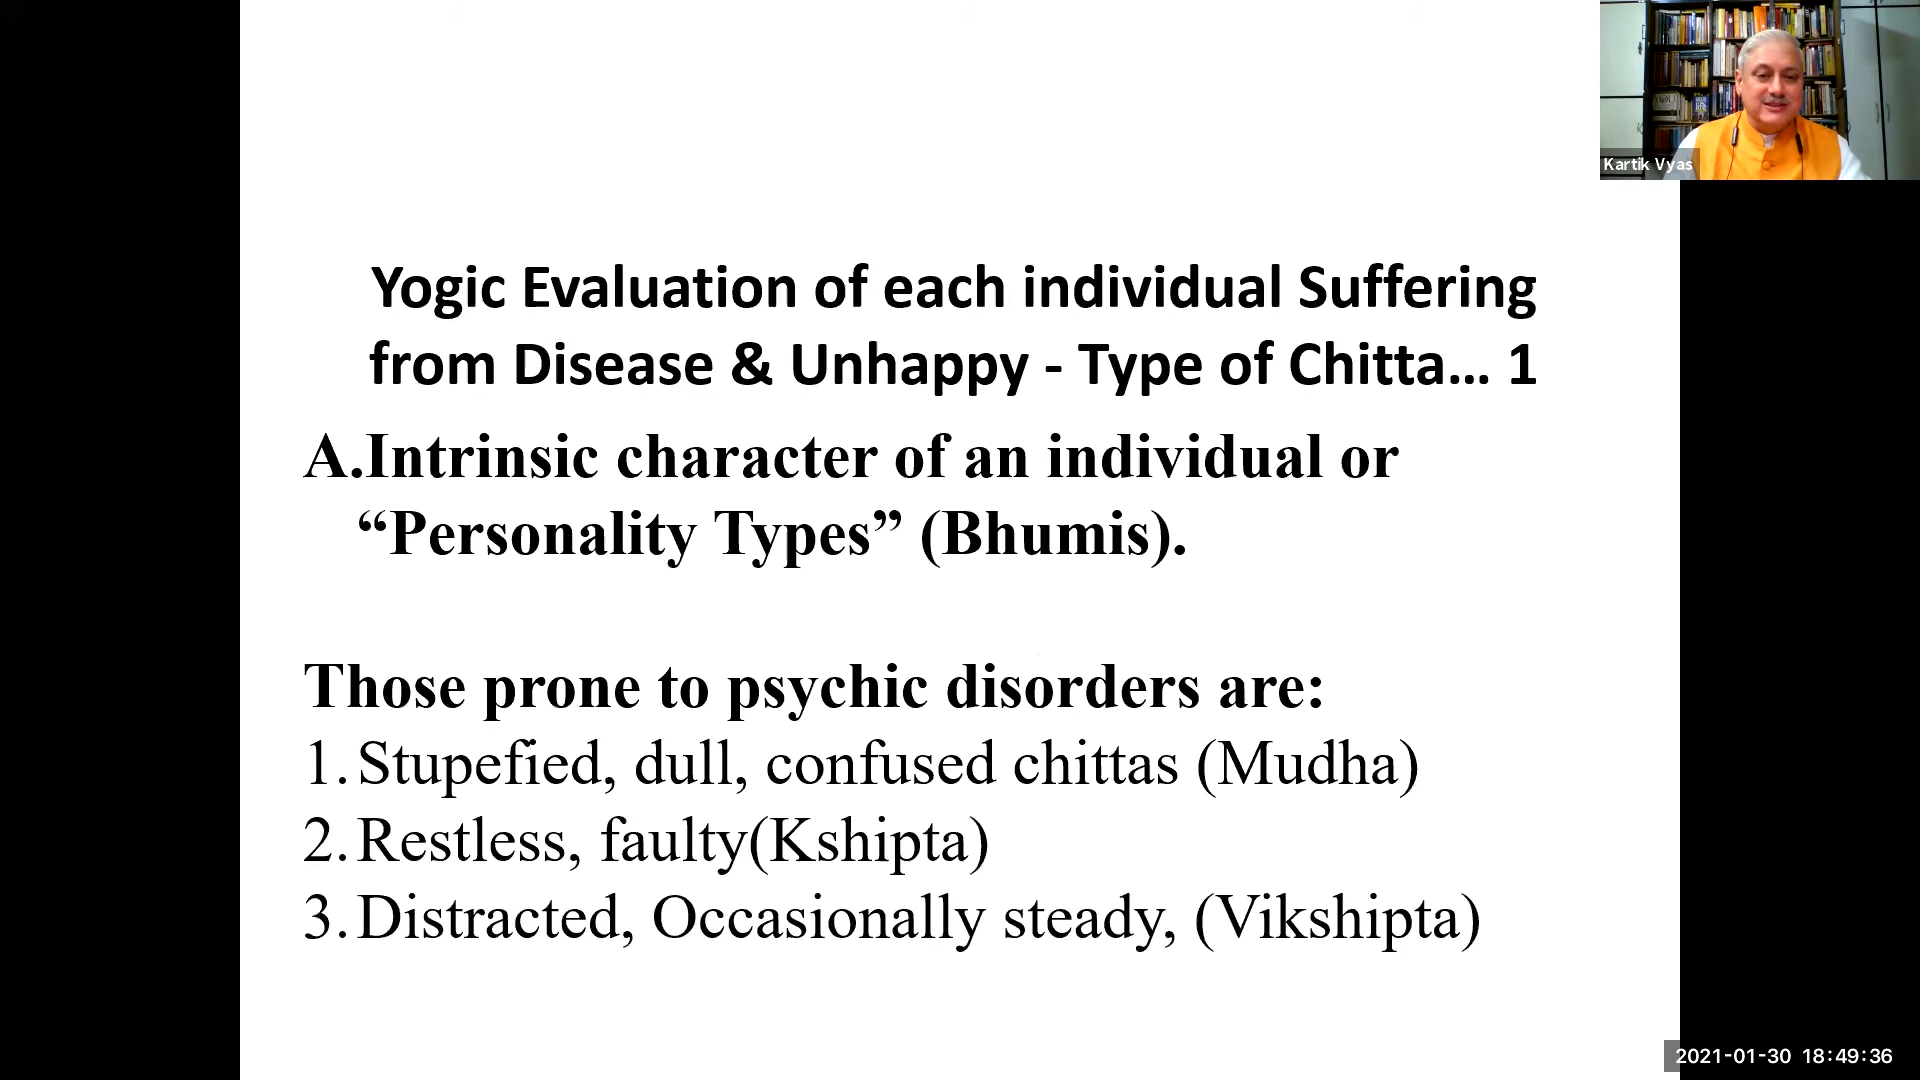 Kartik Vyas
Yogic Evaluation of each individual Suffering
from Disease & Unhappy - Type of Chitta... 1
A.Intrinsic character of an individual or
“Personality Types” (Bhumis).
Those prone to psychic disorders are:
1. Stupefied, dull, confused chittas (Mudha)
2. Restless, faulty(Kshipta)
3. Distracted, Occasionally steady, (Vikshipta)
2021-01-30 18:49:36